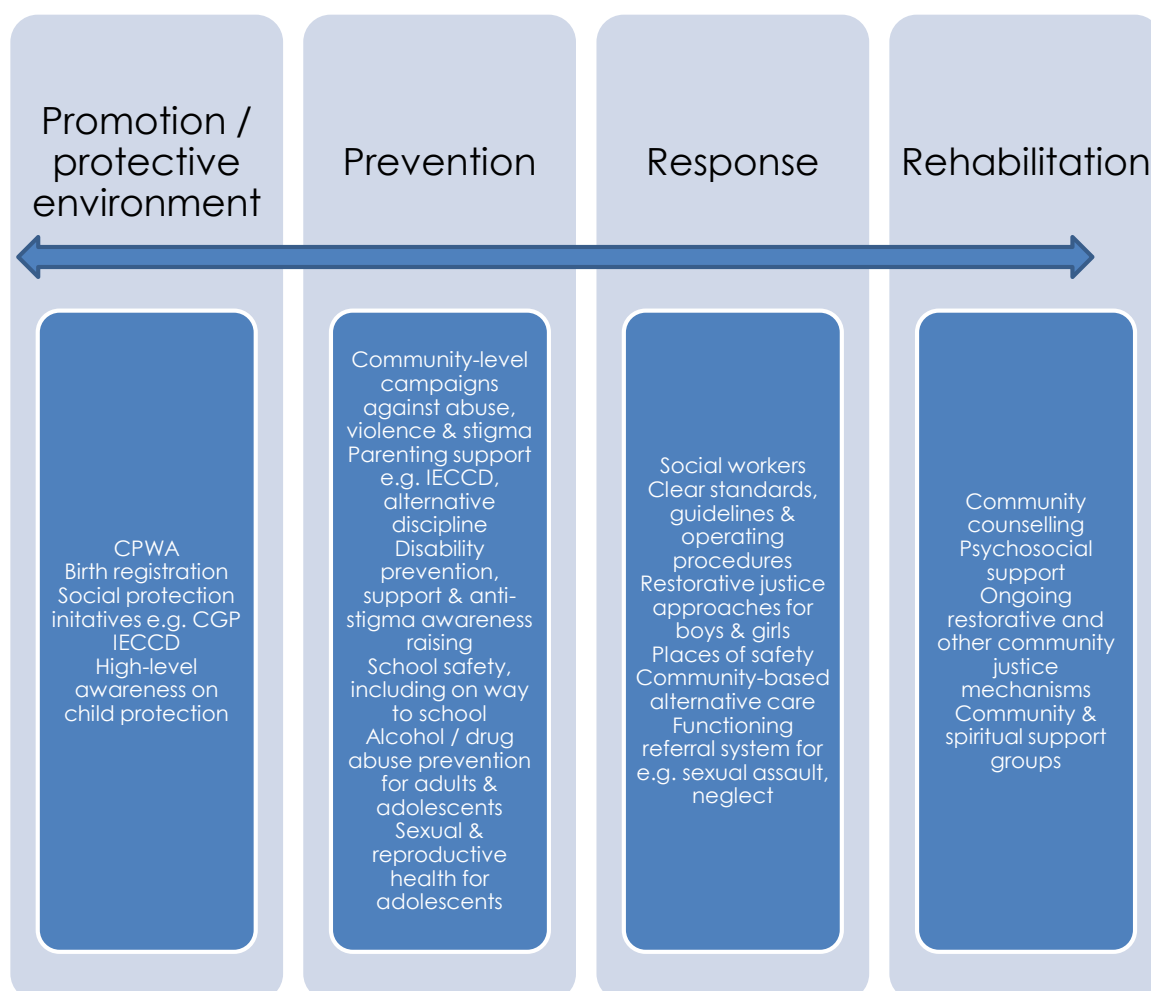 Promotion /
protective
environment
Prevention
Response
Rehabilitation
CPWA
Birth registration
Social protection
initatives e.g. CGP
IECCD
High-level
awareness on
child protection
Community-level
campaigns
against abuse,
violence & stigma
Parenting support
e.g. IECCD,
alternative
discipline
Disability
prevention,
support & anti-
stigma awareness
raising
School safety,
including on way
to school
Alcohol / drug
abuse prevention
for adults &
adolescents
Sexual &
reproductive
health for
adolescents
Social workers
Clear standards,
guidelines &
operating
procedures
Restorative justice
approaches for
boys & girls
Places of safety
Community-based
alternative care
Functioning
referral system for
e.g. sexual assault,
neglect
Community
counselling
Psychosocial
support
Ongoing
restorative and
other community
justice
mechanisms
Community &
spiritual support
groups